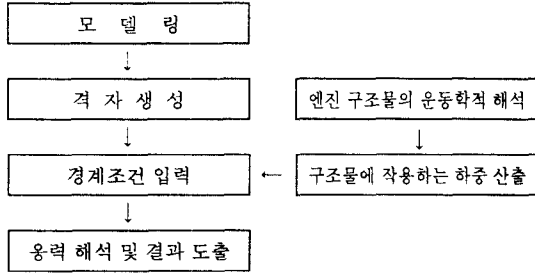 모 델 링
↓
격 자 생 성
엔진 구조물의 운동학적 해석
↓
↓
경계조건 입력
←
구조물에 작용하는 하중 산출
↓
응력 해석 및 결과 도출